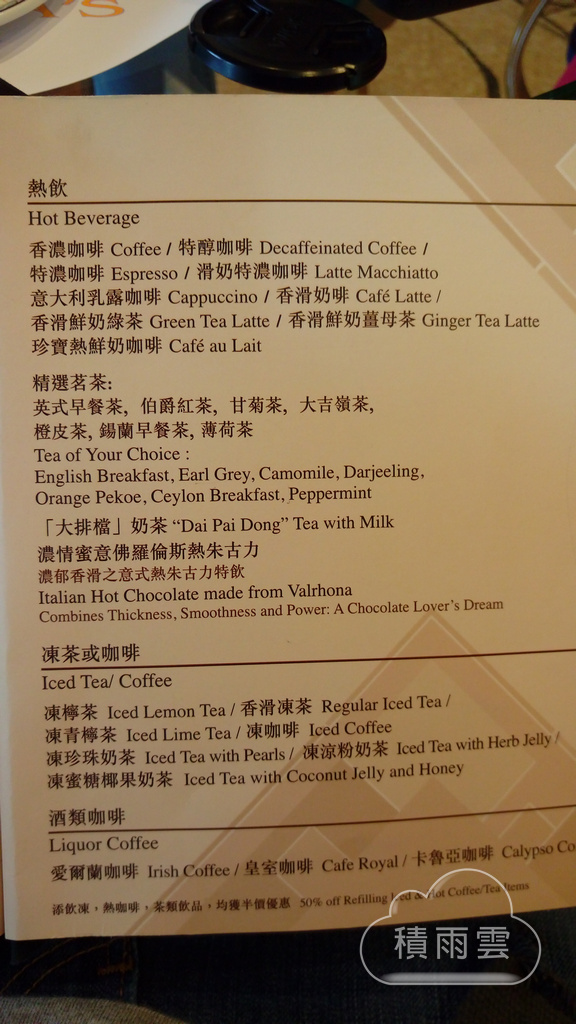 熱飲
Hot Beverage
香濃咖啡 Coffee / 特醇咖啡 Decaffeinated Coffee /
特濃咖啡 Espresso / 滑奶特濃咖啡 Latte Macchiatto
意大利乳露咖啡 Cappuccino / 香滑奶啡 Café Latte /
香滑鮮奶綠茶 Green Tea Latte / 香滑鮮奶薑母茶 Ginger Tea Latte
珍寶熱鮮奶咖啡 Café au Lait
精選茗茶:
英式早餐茶, 伯爵紅茶, 甘菊茶, 大吉嶺茶,
橙皮茶, 錫蘭早餐茶, 薄荷茶
Tea of Your Choice :
English Breakfast, Earl Grey, Camomile, Darjeeling,
Orange Pekoe, Ceylon Breakfast, Peppermint
「大排檔」奶茶 “Dai Pai Dong” Tea with Milk
濃情蜜意佛羅倫斯熱朱古力
濃郁香滑之意式熱朱古力特飲
Italian Hot Chocolate made from Valrhona
Combines Thickness, Smoothness and Power: A Chocolate Lover’s Dream
凍茶或咖啡
Iced Tea/ Coffee
凍檸茶 Iced Lemon Tea / 香滑凍茶 Regular Iced Tea /
凍青檸茶 Iced Lime Tea / 凍咖啡 Iced Coffee
凍珍珠奶茶 Iced Tea with Pearls / 凍涼粉奶茶 Iced Tea with Herb Jelly /
凍蜜糖椰果奶茶 Iced Tea with Coconut Jelly and Honey
酒類咖啡
Liquor Coffee
愛爾蘭咖啡 Irish Coffee / 皇室咖啡 Cafe Royal / 卡魯亞咖啡 Calypso Co
添飲凍，熱咖啡，茶類飲品，均獲半價優惠 50% off Refilling Iced & Hot Coffee/Tea Items
積雨雲